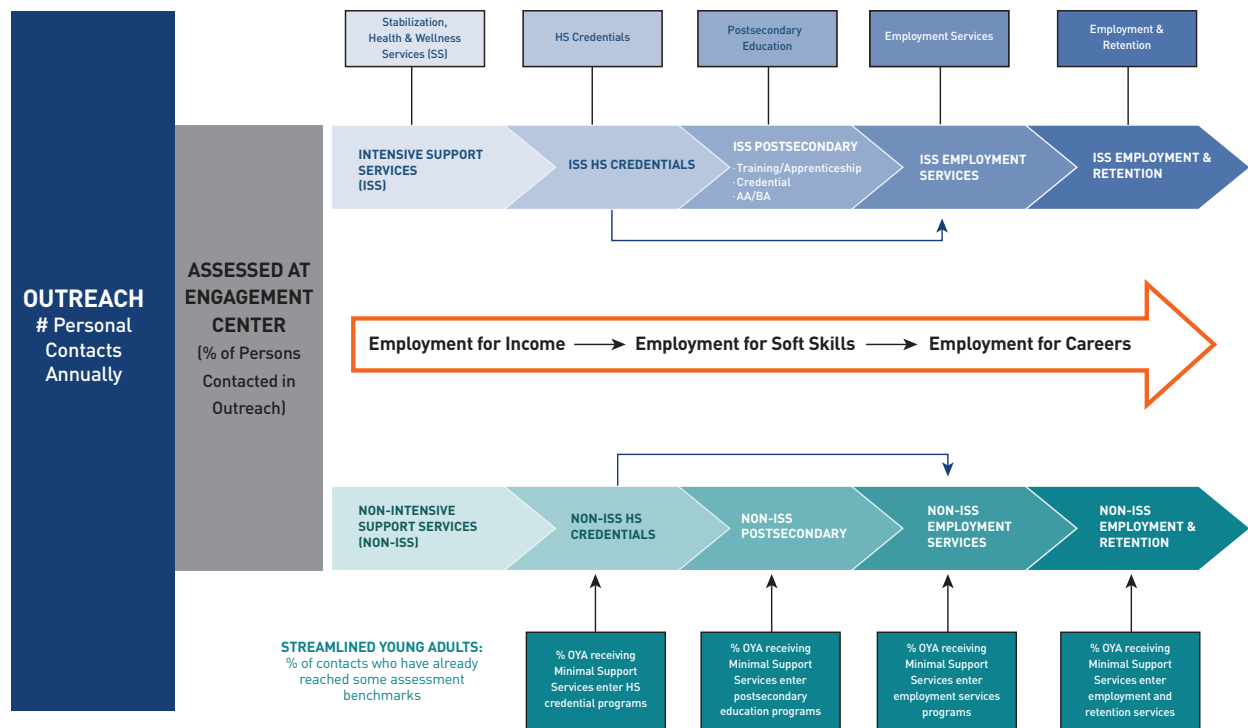 OUTREACH
# Personal
Contacts
Annually
ASSESSED AT
ENGAGEMENT
CENTER
(% of Persons
Contacted in
Outreach)
Stabilization,
Health & Wellness
Services (SS)
HS Credentials
Postsecondary
Education
Employment Services
Employment &
Retention
INTENSIVE SUPPORT
SERVICES
(ISS)
ISS HS CREDENTIALS
ISS POSTSECONDARY
· Training/Apprenticeship
· Credential
· AA/BA
ISS EMPLOYMENT
SERVICES
ISS EMPLOYMENT &
RETENTION
Employment for Income
Employment for Soft Skills
Employment for Careers
NON-INTENSIVE
SUPPORT SERVICES
(NON-ISS)
NON-ISS HS
CREDENTIALS
NON-ISS
POSTSECONDARY
NON-ISS
EMPLOYMENT
SERVICES
NON-ISS
EMPLOYMENT &
RETENTION
STREAMLINED YOUNG ADULTS:
% of contacts who have already
reached some assessment
benchmarks
% OYA receiving
Minimal Support
Services enter HS
credential programs
% OYA receiving
Minimal Support
Services enter
postsecondary
education programs
% OYA receiving
Minimal Support
Services enter
employment services
programs
% OYA receiving
Minimal Support
Services enter
employment and
retention services